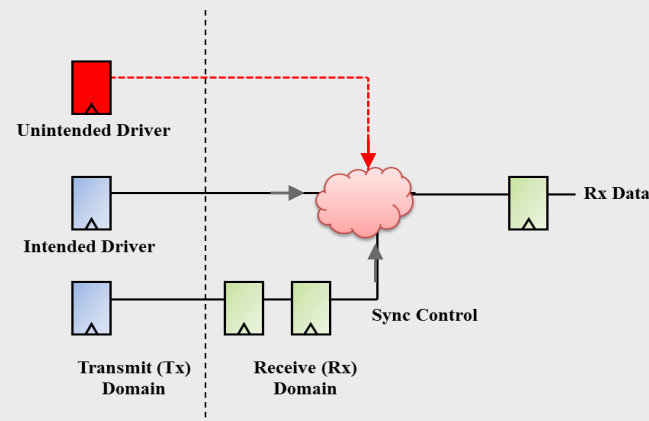 Unintended Driver
Rx Data
Intended Driver
Sync Control
Transmit (Tx)
Domain
Receive (Rx)
Domain